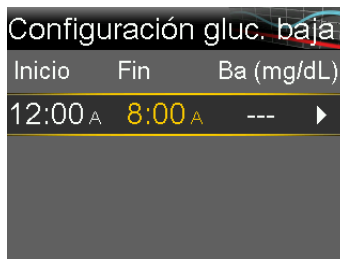 Configuración gluc. baja
Inicio Fin Ba (mg/dL)
12:00 A 8:00 A ---